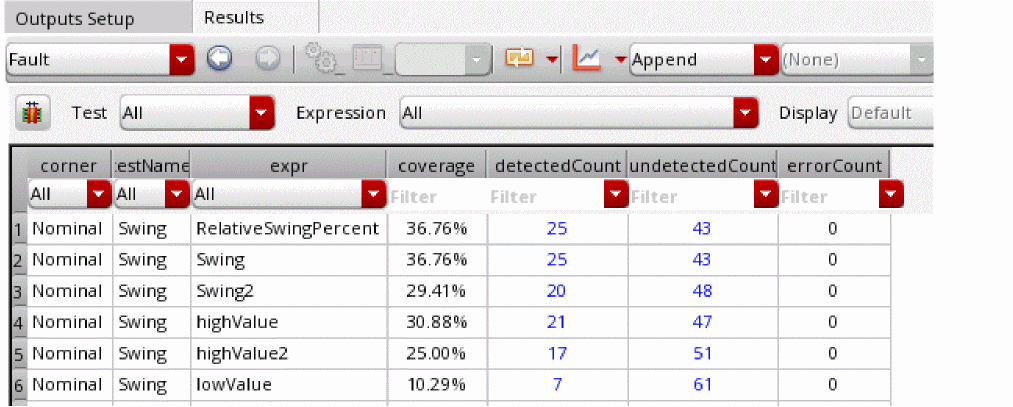 Outputs Setup Results
Fault Append (None)
Test All Expression All Display Default
corner :estName expr coverage detectedCount undetectedCount errorCount
All All All Filter Filter Filter Filter
1 Nominal Swing RelativeSwingPercent 36.76% 25 43 0
2 Nominal Swing Swing 36.76% 25 43 0
3 Nominal Swing Swing2 29.41% 20 48 0
4 Nominal Swing highValue 30.88% 21 47 0
5 Nominal Swing highValue2 25.00% 17 51 0
6 Nominal Swing lowValue 10.29% 7 61 0